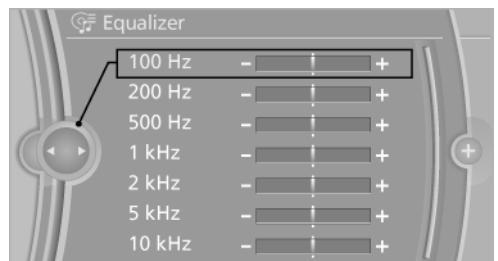 Equalizer
100 Hz - +
200 Hz - +
500 Hz - +
1 kHz - +
2 kHz - +
5 kHz - +
10 kHz - +
+